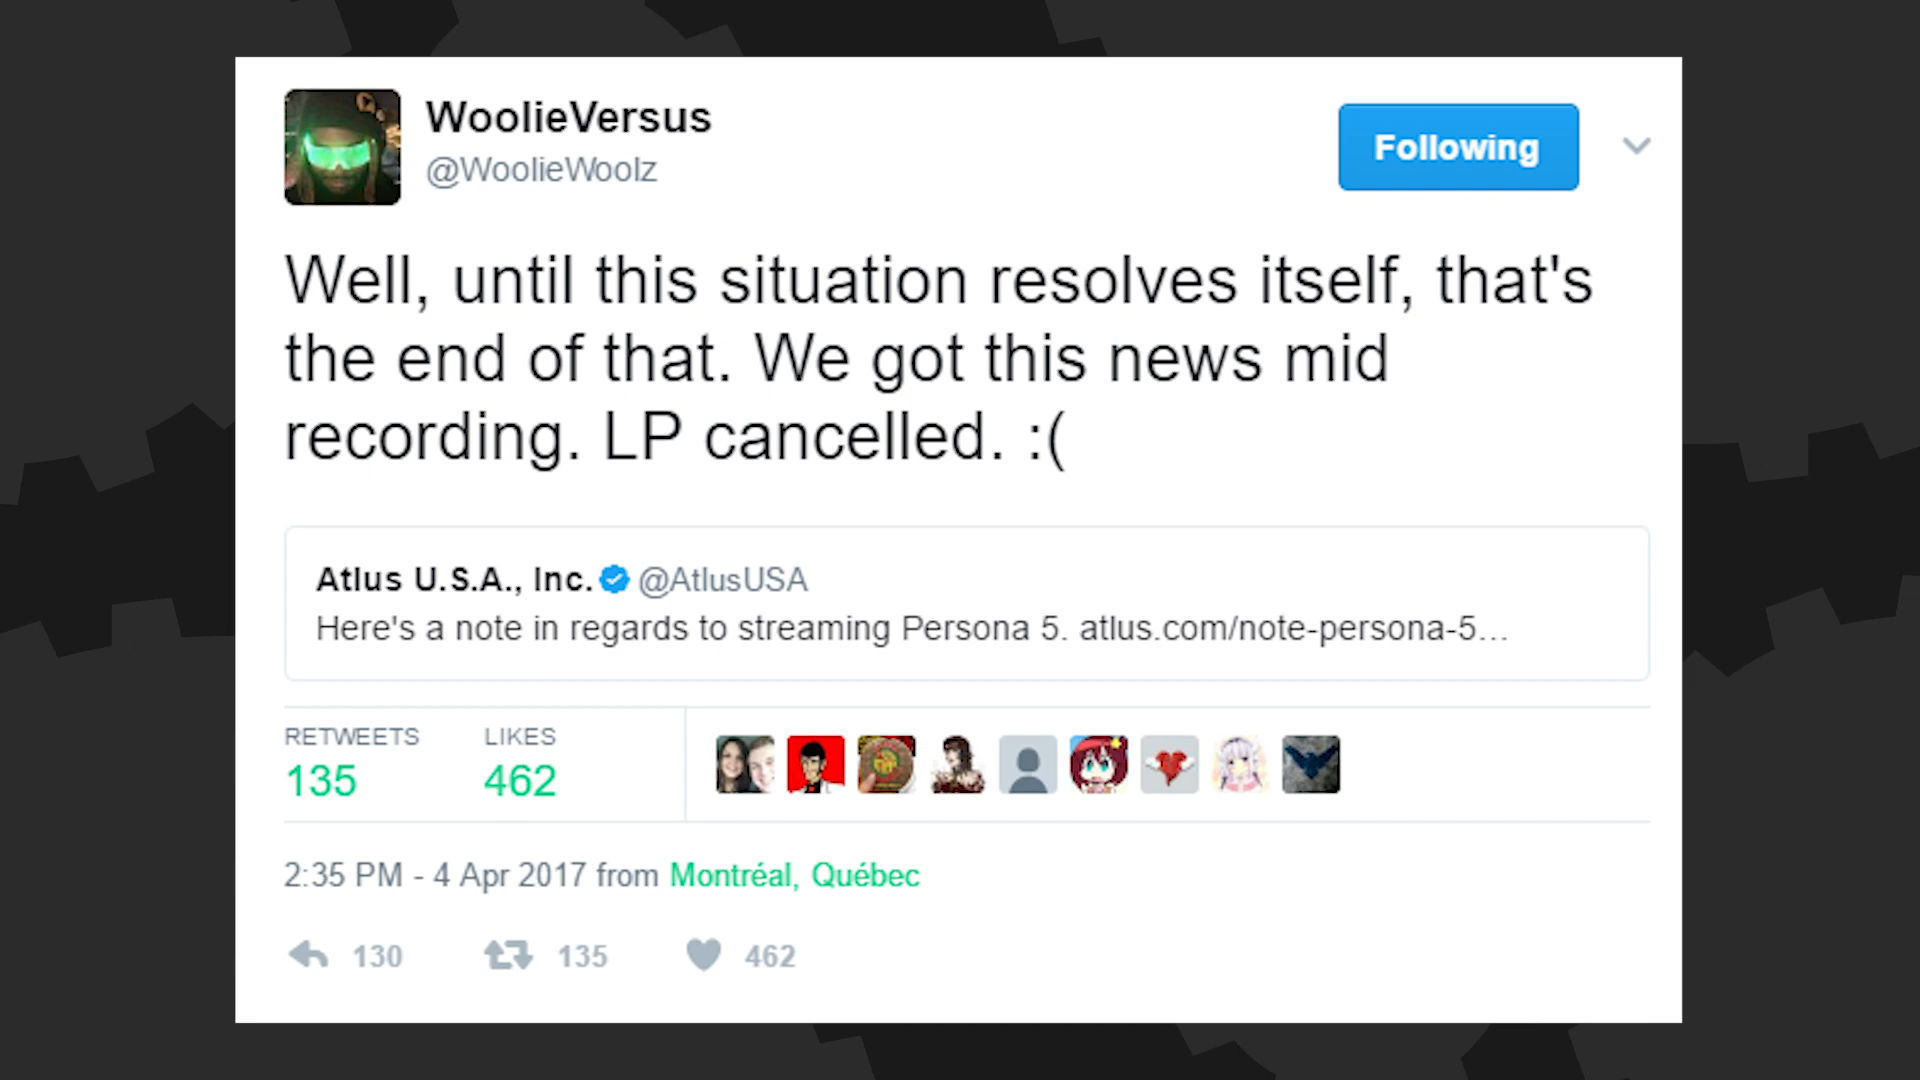 WoolieVersus
@WoolieWoolz
Following
Well, until this situation resolves itself, that's
the end of that. We got this news mid
recording. LP cancelled. :(
Atlus U.S.A., Inc. @AtlusUSA
Here's a note in regards to streaming Persona 5. atlus.com/note-persona-5...
RETWEETS LIKES
135 462
2:35 PM - 4 Apr 2017 from Montréal, Québec
130 135 462